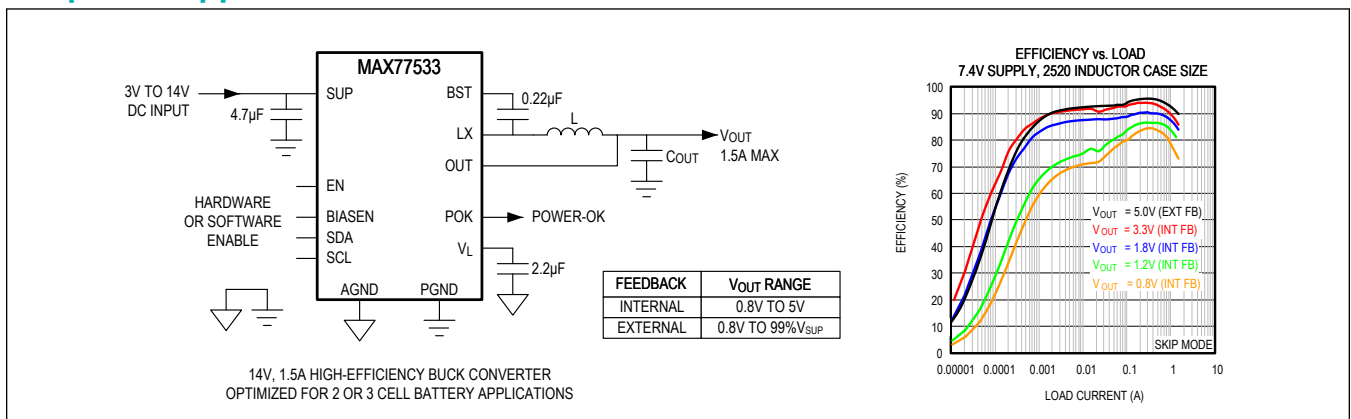 MAX77533
3V TO 14V
DC INPUT
4.7µF
SUP
BST
0.22µF
LX
L
OUT
COUT
VOUT
1.5A MAX
EN
HARDWARE
OR SOFTWARE
ENABLE
BIASEN
SDA
SCL
POK
POWER-OK
VL
2.2µF
AGND
PGND
FEEDBACK VOUT RANGE
INTERNAL 0.8V TO 5V
EXTERNAL 0.8V TO 99%VSUP
14V, 1.5A HIGH-EFFICIENCY BUCK CONVERTER
OPTIMIZED FOR 2 OR 3 CELL BATTERY APPLICATIONS
EFFICIENCY vs. LOAD
7.4V SUPPLY, 2520 INDUCTOR CASE SIZE
EFFICIENCY (%)
100
90
80
70
60
50
40
30
20
10
0
VOUT = 5.0V (EXT FB)
VOUT = 3.3V (INT FB)
VOUT = 1.8V (INT FB)
VOUT = 1.2V (INT FB)
VOUT = 0.8V (INT FB)
SKIP MODE
0.00001 0.0001 0.001 0.01 0.1 1 10
LOAD CURRENT (A)